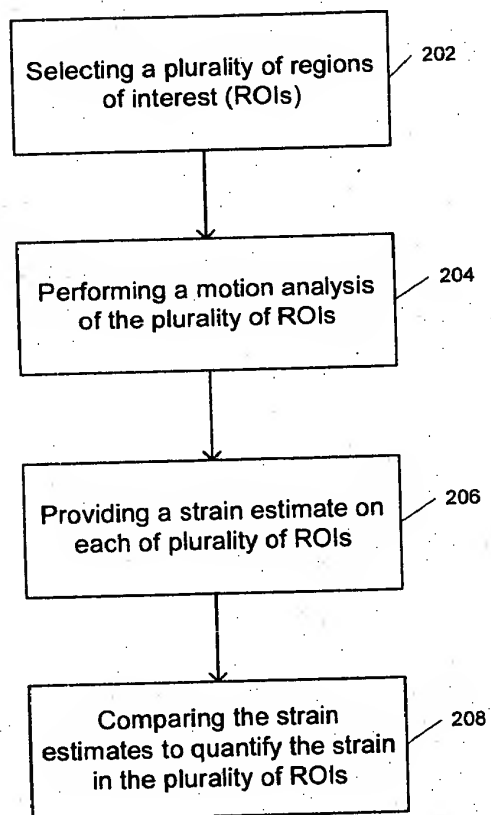 Selecting a plurality of regions
of interest (ROIs)
202
Performing a motion analysis
of the plurality of ROIs
204
Providing a strain estimate on
each of plurality of ROIs
206
Comparing the strain
estimates to quantify the strain
in the plurality of ROIs
208